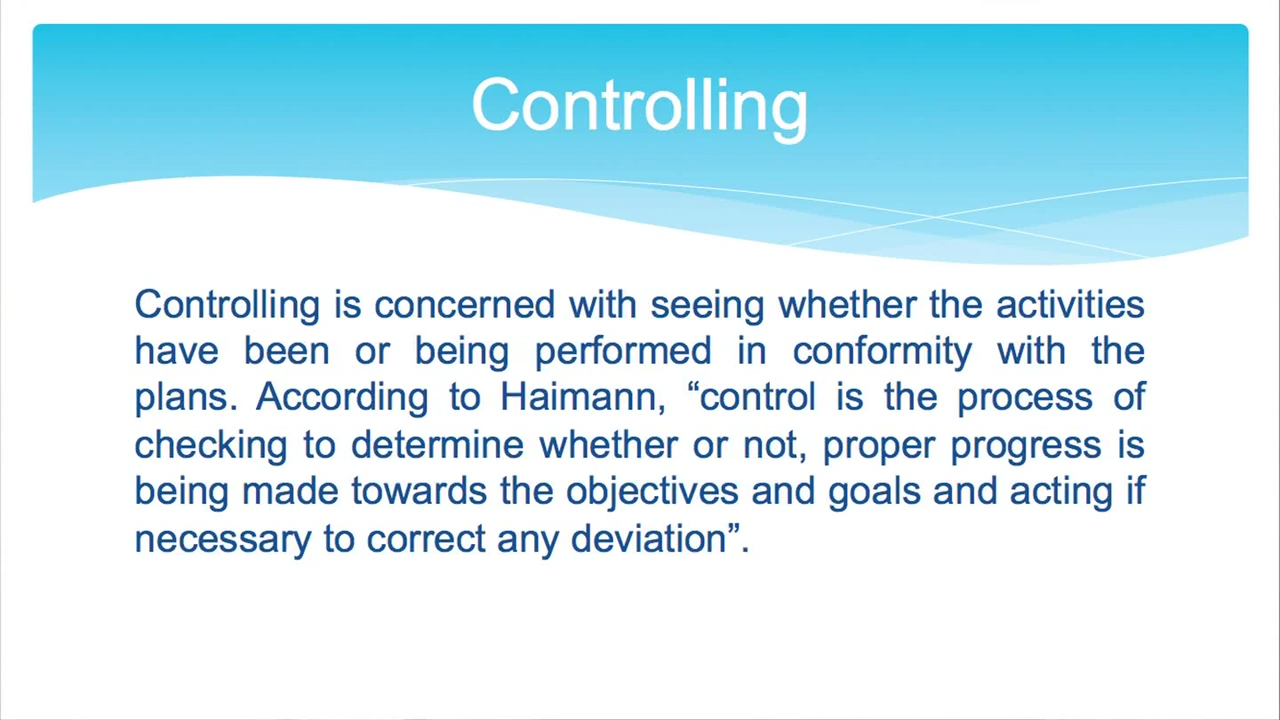 Controlling
Controlling is concerned with seeing whether the activities
have been or being performed in conformity with the
plans. According to Haimann, “control is the process of
checking to determine whether or not, proper progress is
being made towards the objectives and goals and acting if
necessary to correct any deviation”.